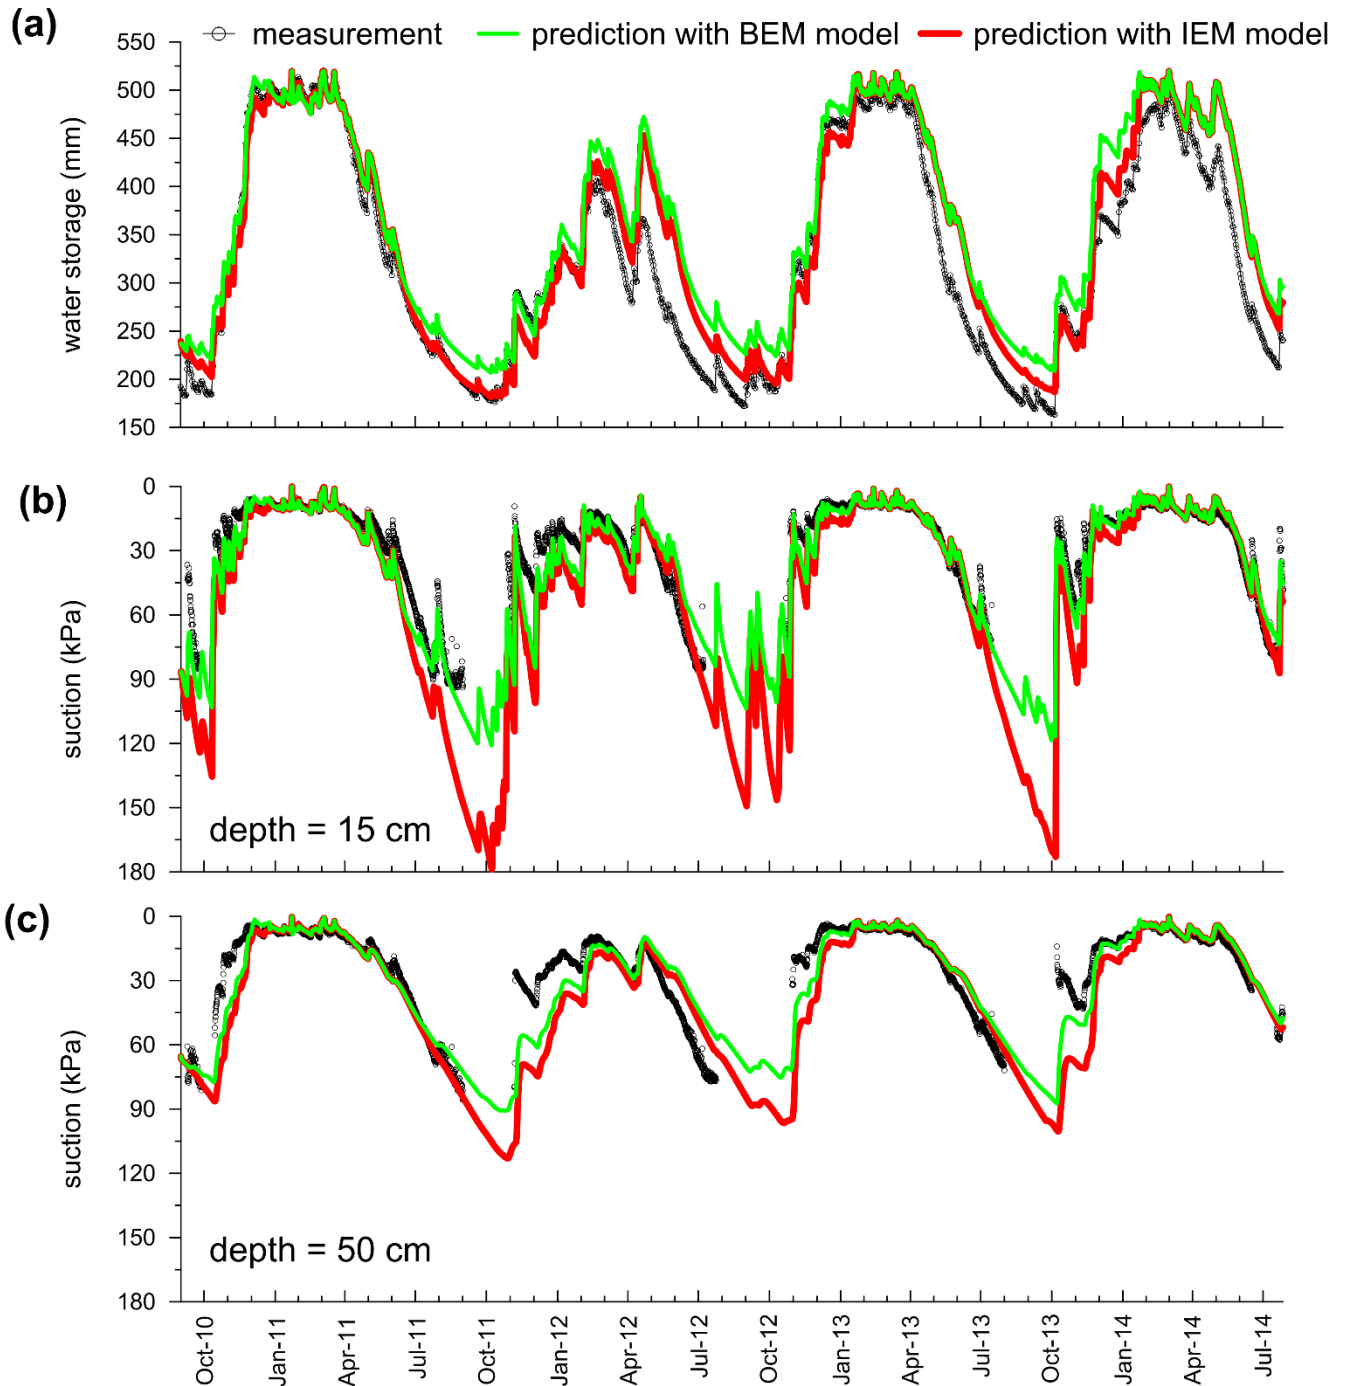 (a)
measurement prediction with BEM model prediction with IEM model
550
500
450
400
350
300
250
200
150
water storage (mm)
(b)
0
30
60
90
120
150
180
suction (kPa)
depth = 15 cm
(c)
0
30
60
90
120
150
180
suction (kPa)
depth = 50 cm
Oct-10
Jan-11
Apr-11
Jul-11
Oct-11
Jan-12
Apr-12
Jul-12
Oct-12
Jan-13
Apr-13
Jul-13
Oct-13
Jan-14
Apr-14
Jul-14